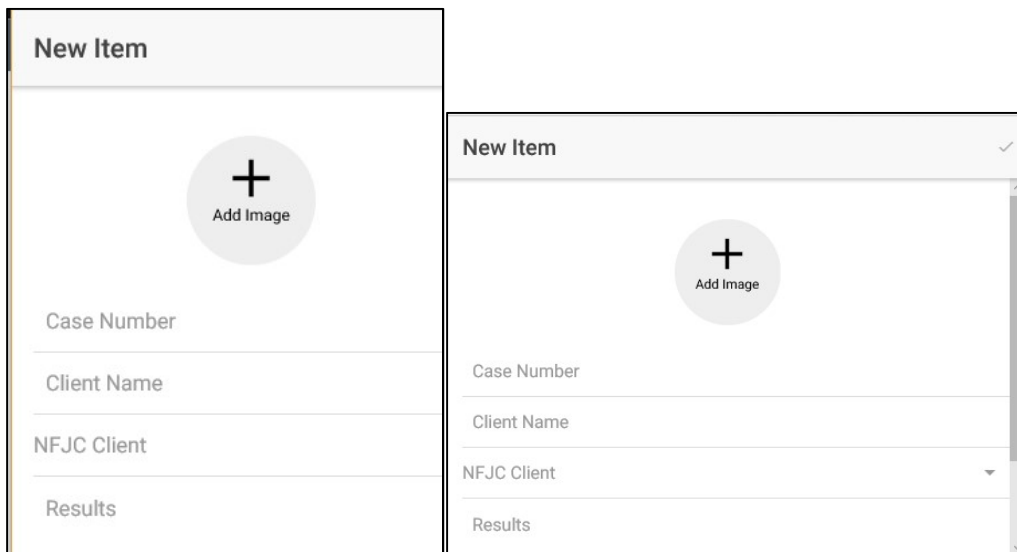 New Item
Add Image
Case Number
Client Name
NFJC Client
Results
New Item
Add Image
Case Number
Client Name
NFJC Client
Results